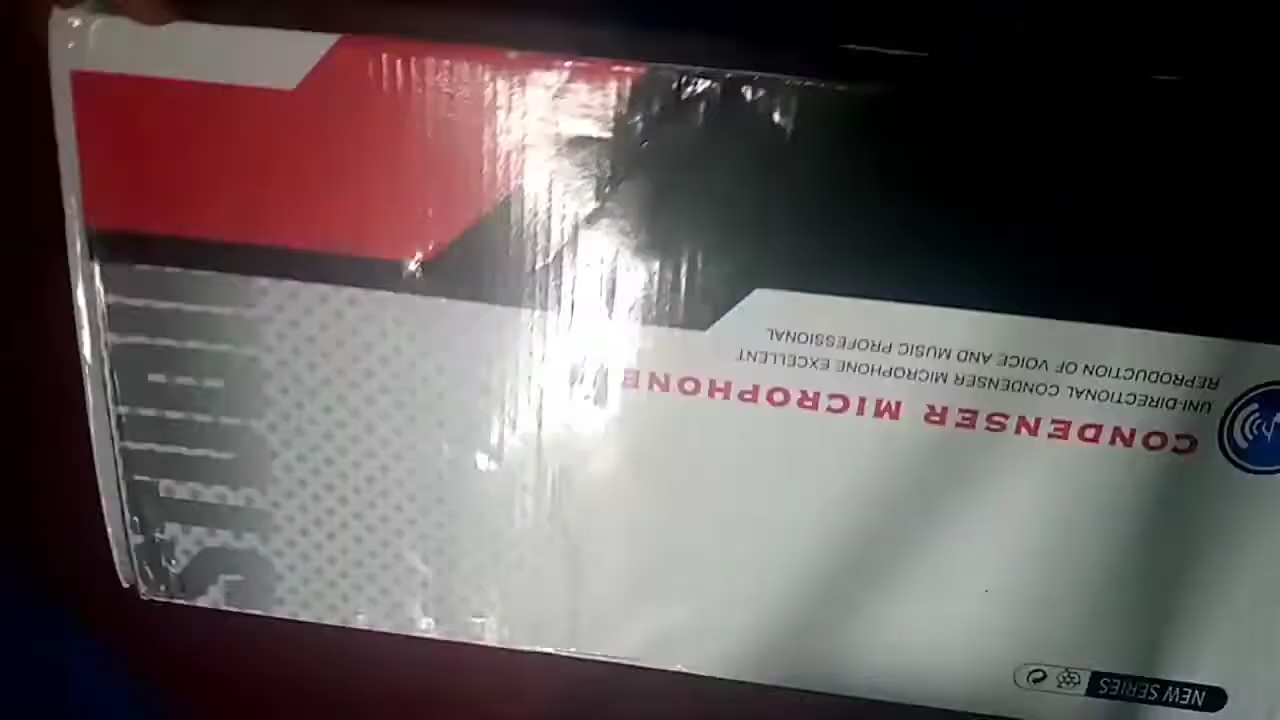 NEW SERIES
CONDENSER MICROPHONE
UNI-DIRECTIONAL CONDENSER MICROPHONE EXCELLENT
REPRODUCTION OF VOICE AND MUSIC PROFESSIONAL